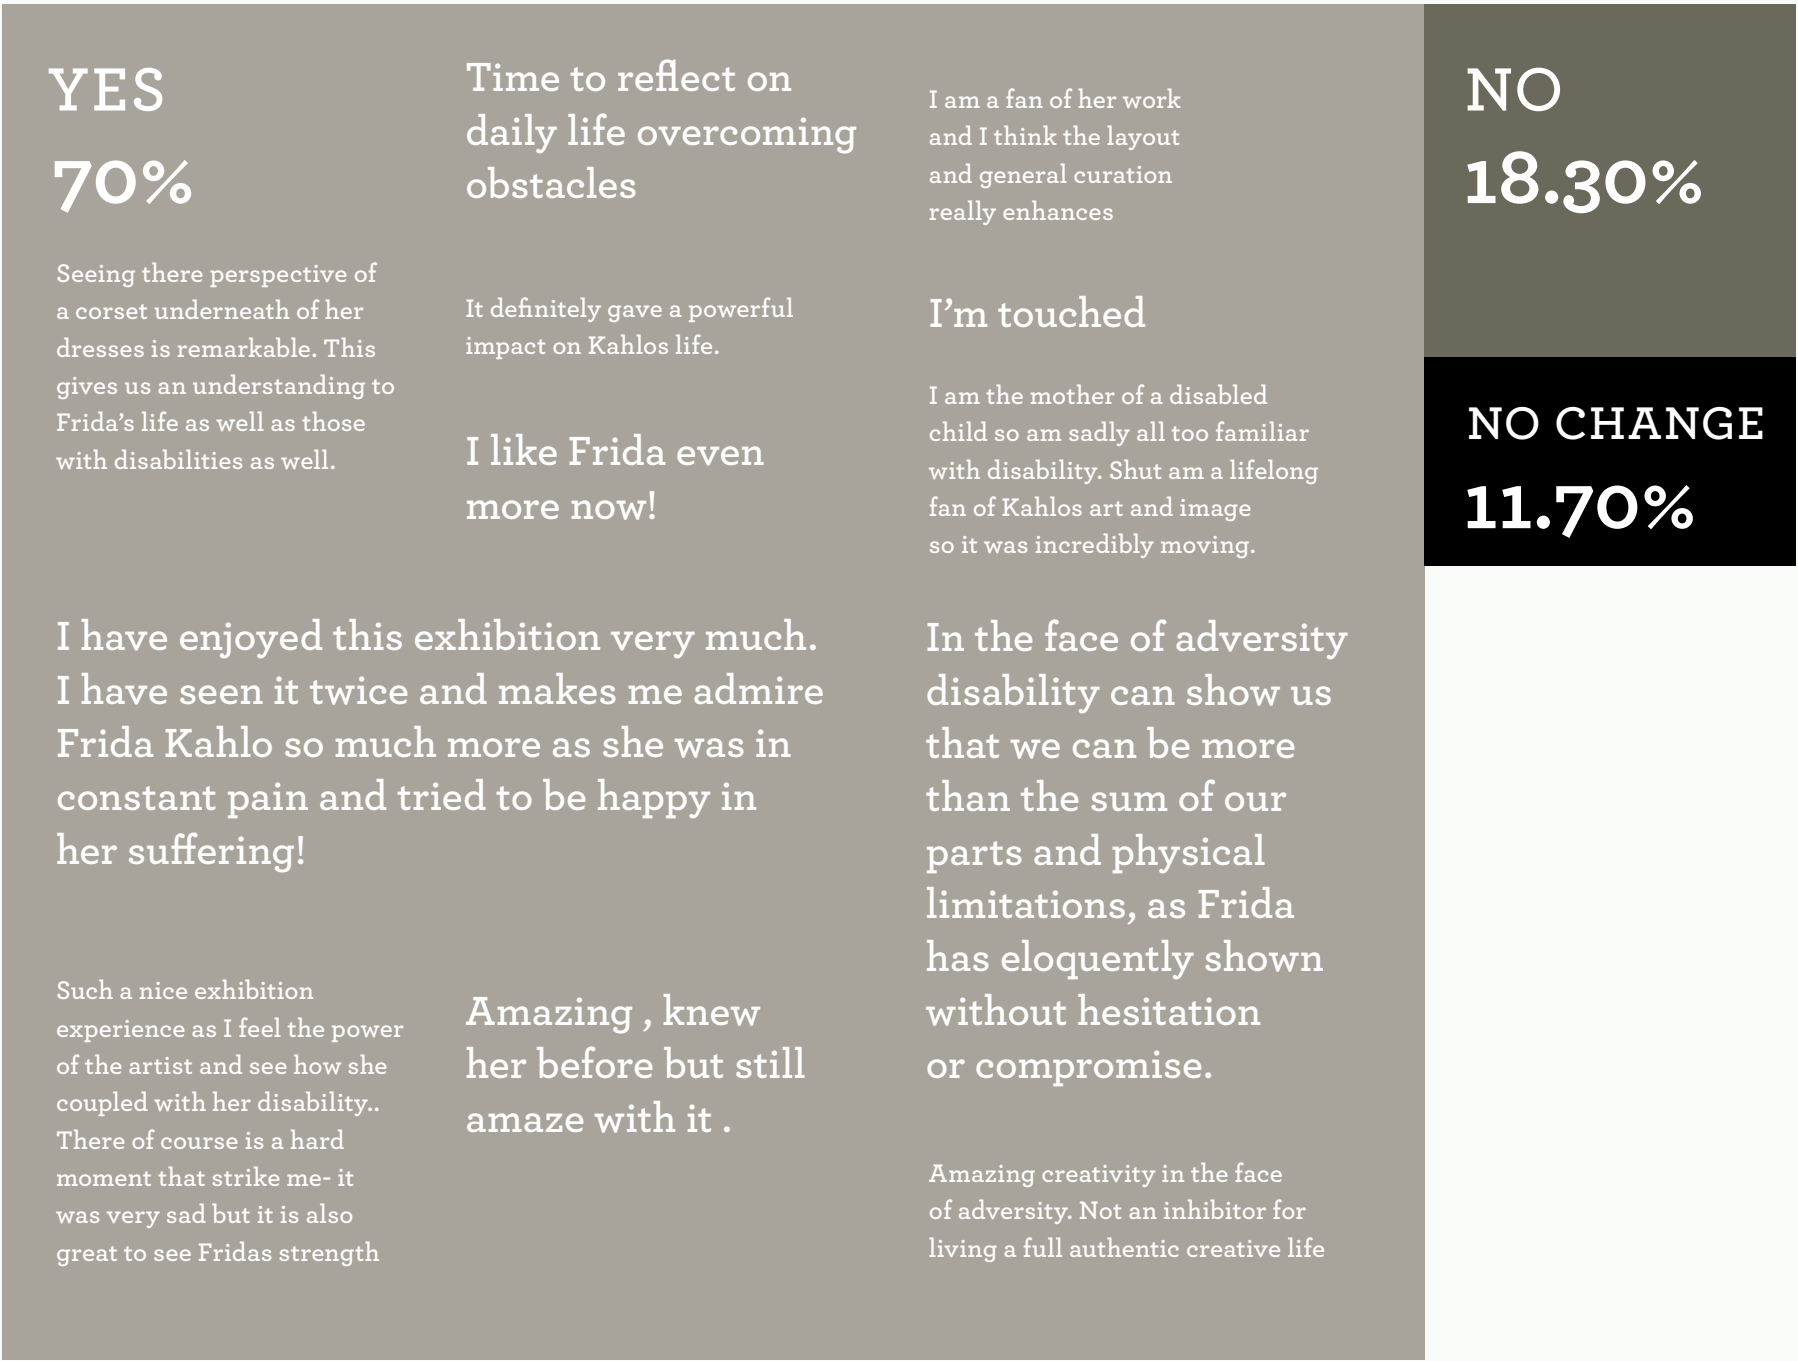 YES
70%
Seeing there perspective of
a corset underneath of her
dresses is remarkable. This
gives us an understanding to
Frida’s life as well as those
with disabilities as well.
Time to reflect on
daily life overcoming
obstacles
It definitely gave a powerful
impact on Kahlos life.
I like Frida even
more now!
I am a fan of her work
and I think the layout
and general curation
really enhances
I’m touched
I am the mother of a disabled
child so am sadly all too familiar
with disability. Shut am a lifelong
fan of Kahlos art and image
so it was incredibly moving.
I have enjoyed this exhibition very much.
I have seen it twice and makes me admire
Frida Kahlo so much more as she was in
constant pain and tried to be happy in
her suffering!
Such a nice exhibition
experience as I feel the power
of the artist and see how she
coupled with her disability..
There of course is a hard
moment that strike me- it
was very sad but it is also
great to see Fridas strength
Amazing , knew
her before but still
amaze with it .
In the face of adversity
disability can show us
that we can be more
than the sum of our
parts and physical
limitations, as Frida
has eloquently shown
without hesitation
or compromise.
Amazing creativity in the face
of adversity. Not an inhibitor for
living a full authentic creative life
NO
18.30%
NO CHANGE
11.70%